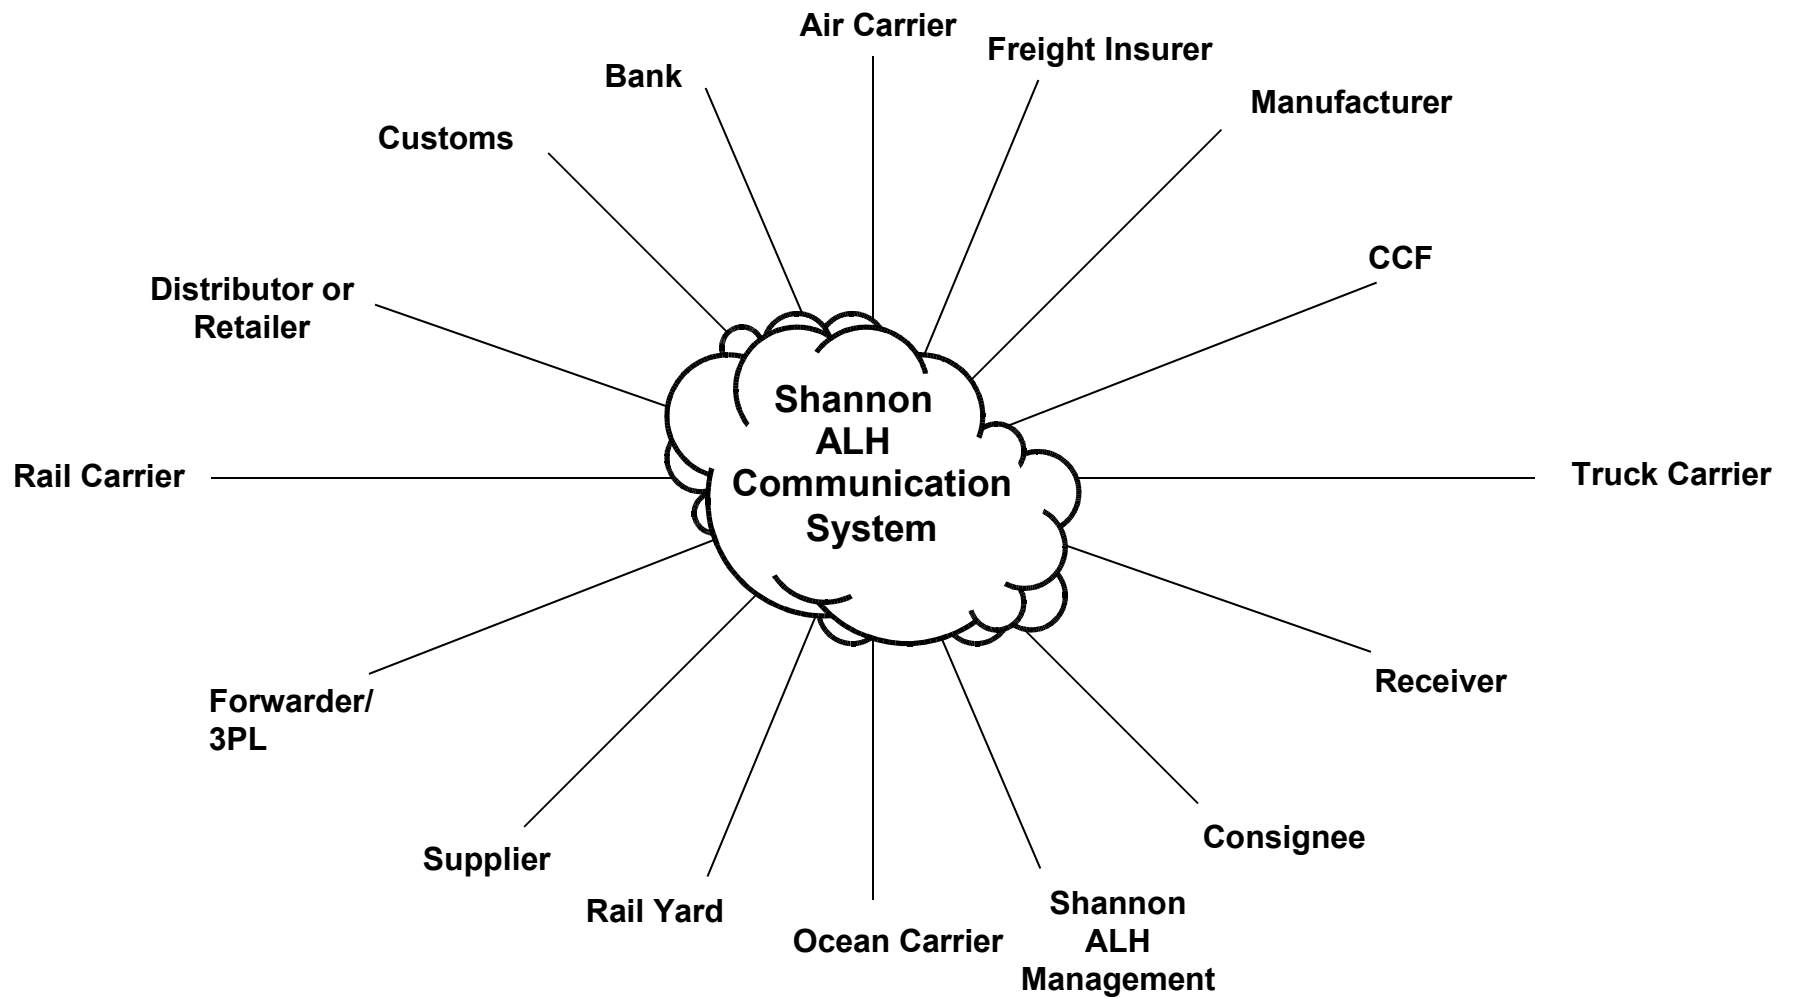 Air Carrier
Freight Insurer
Bank
Manufacturer
Customs
CCF
Distributor or
Retailer
Shannon
ALH
Communication
System
Rail Carrier
Truck Carrier
Receiver
Forwarder/
3PL
Consignee
Supplier
Rail Yard
Ocean Carrier
Shannon
ALH
Management